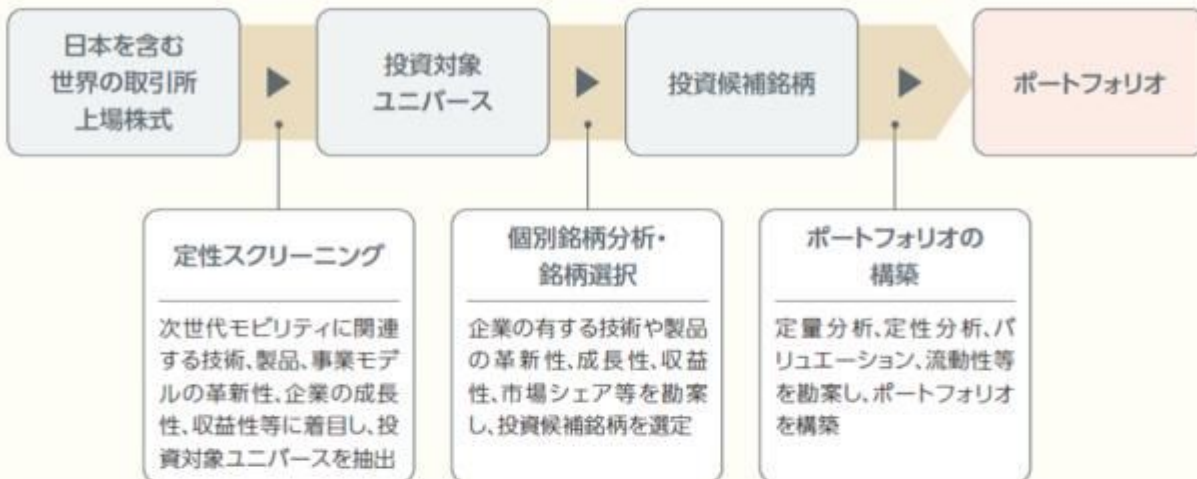 日本を含む
世界の取引所
上場株式
投資対象
ユニバース
投資候補銘柄
ポートフォリオ
定性スクリーニング
次世代モビリティに関連
する技術、製品、事業モデ
ルの革新性、企業の成長
性、収益性等に着目し、投
資対象ユニバースを抽出
個別銘柄分析・
銘柄選択
企業の有する技術や製品
の革新性、成長性、収益
性、市場シェア等を勘案
し、投資候補銘柄を選定
ポートフォリオの
構築
定量分析、定性分析、バ
リュエーション、流動性等
を勘案し、ポートフォリオ
を構築